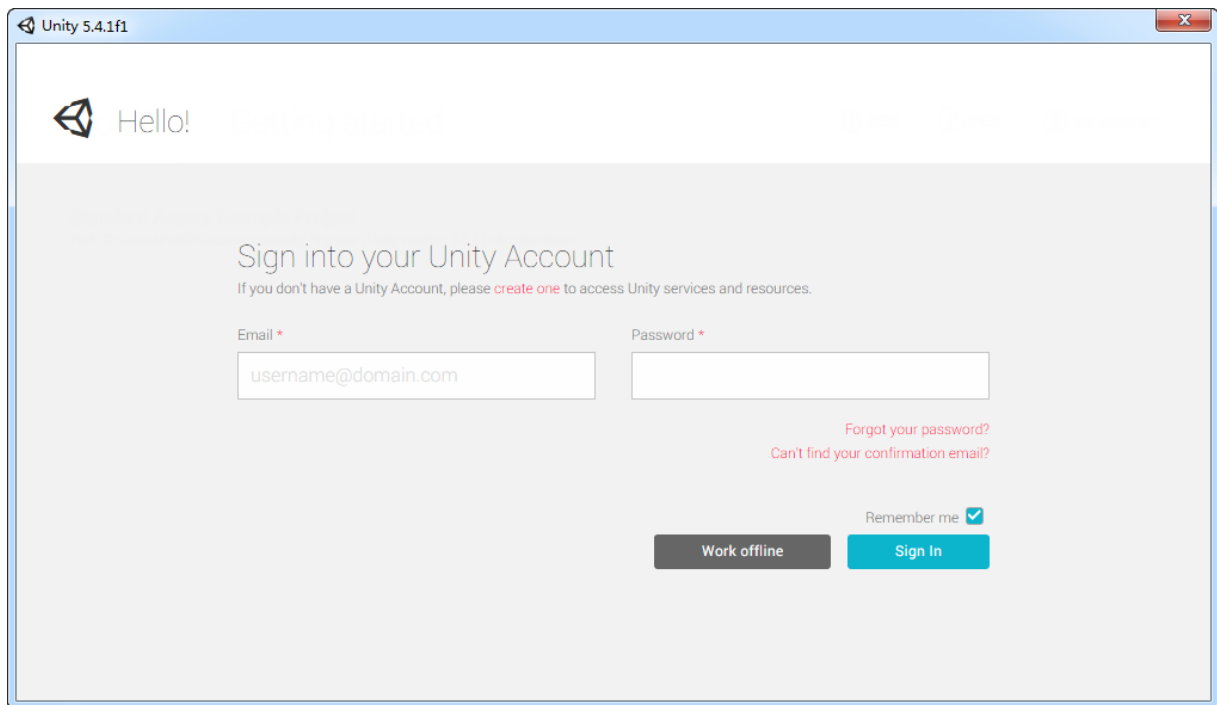 Unity 5.4.1f1
Hello!
Sign into your Unity Account
If you don't have a Unity Account, please create one to access Unity services and resources.
Email * Password *
username@domain.com
Forgot your password?
Can't find your confirmation email?
Remember me
Work offline Sign In